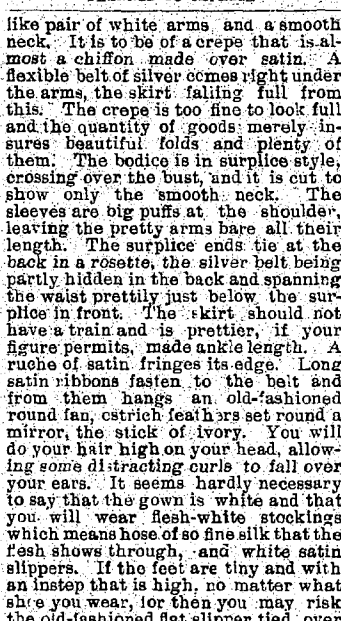 like pair of white arms and a smooth
neck. It is to be of a crepe that is al-
most a chiffon made over satin. A
flexible belt of silver comes right under
the arms, the skirt falling full from
this. The crepe is too fine to look full
and the quantity of goods merely in-
sures beautiful folds and plenty of
them. The bodice is in surplice style,
crossing over the bust, and it is cut to
show only the smooth neck. The
sleeves are big puffs at the shoulder,
leaving the pretty arms bare all their
length. The surplice ends tie at the
back in a rosette, the silver belt being
partly hidden in the back and spanning
the waist prettily just below the sur-
plice in front. The skirt should not
have a train and is prettier, if your
figure permits, made ankle length. A
ruche of satin fringes its edge. Long
satin ribbons fasten to the belt and
from them hangs an old-fashioned
round fan, ostrich feathers set round a
mirror, the stick of ivory. You will
do your hair high on your head, allow-
ing some distracting curls to fall over
your ears. It seems hardly necessary
to say that the gown is white and that
you will wear flesh-white stockings
which means hose of so fine silk that the
flesh shows through, and white satin
slippers. If the feet are tiny and with
an instep that is high, no matter what
shoe you wear, for then you may risk
the old-fashioned flat slipper tied over